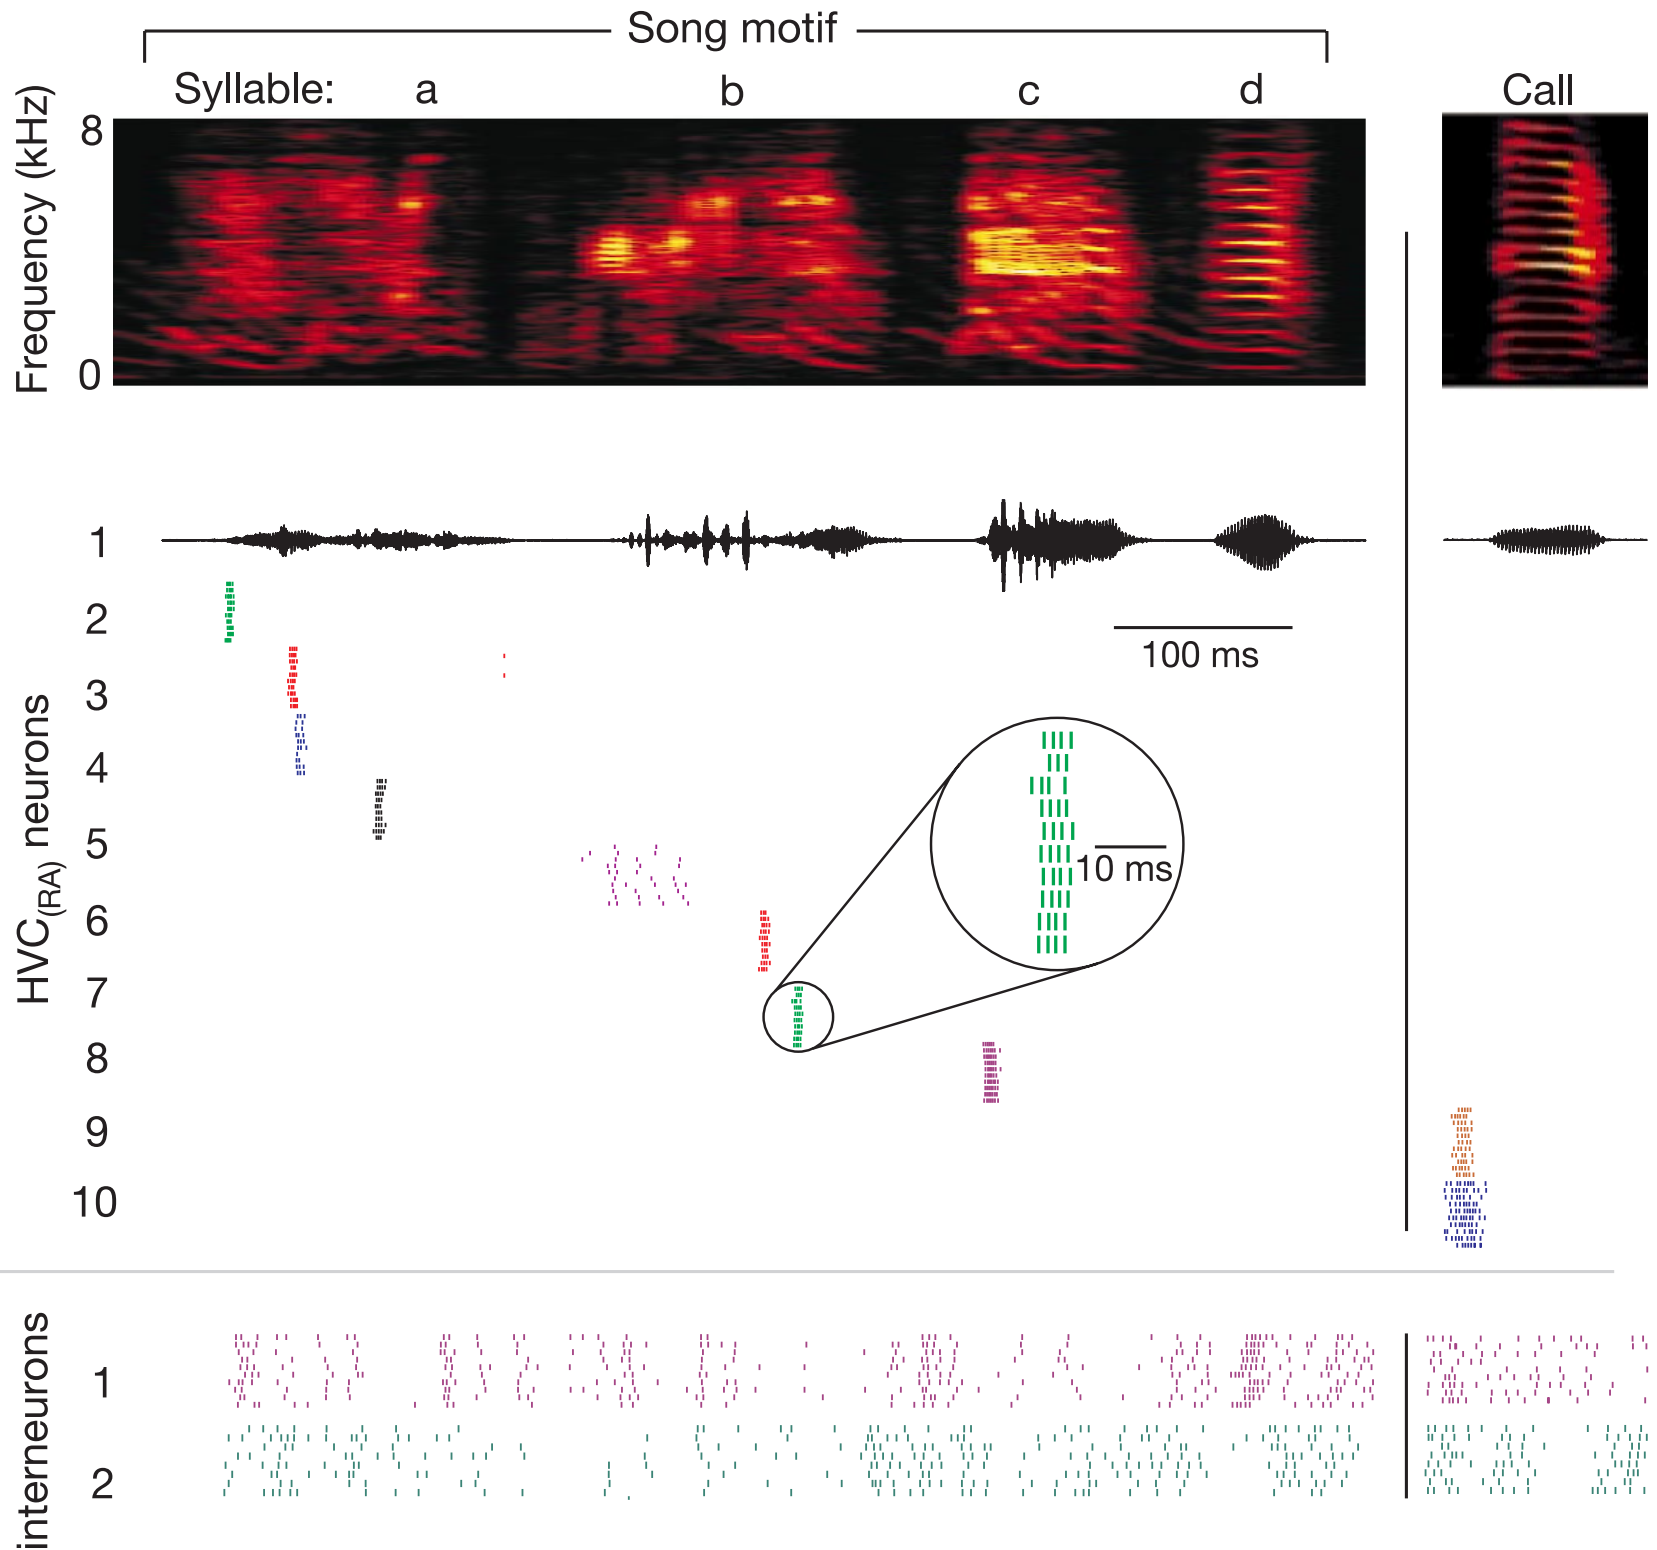 Song motif
Syllable: a b c d Call
Frequency (kHz)
8
0
HVC(RA) neurons
1
2
100 ms
3
4
5
10 ms
6
7
8
9
10
interneurons
1
2